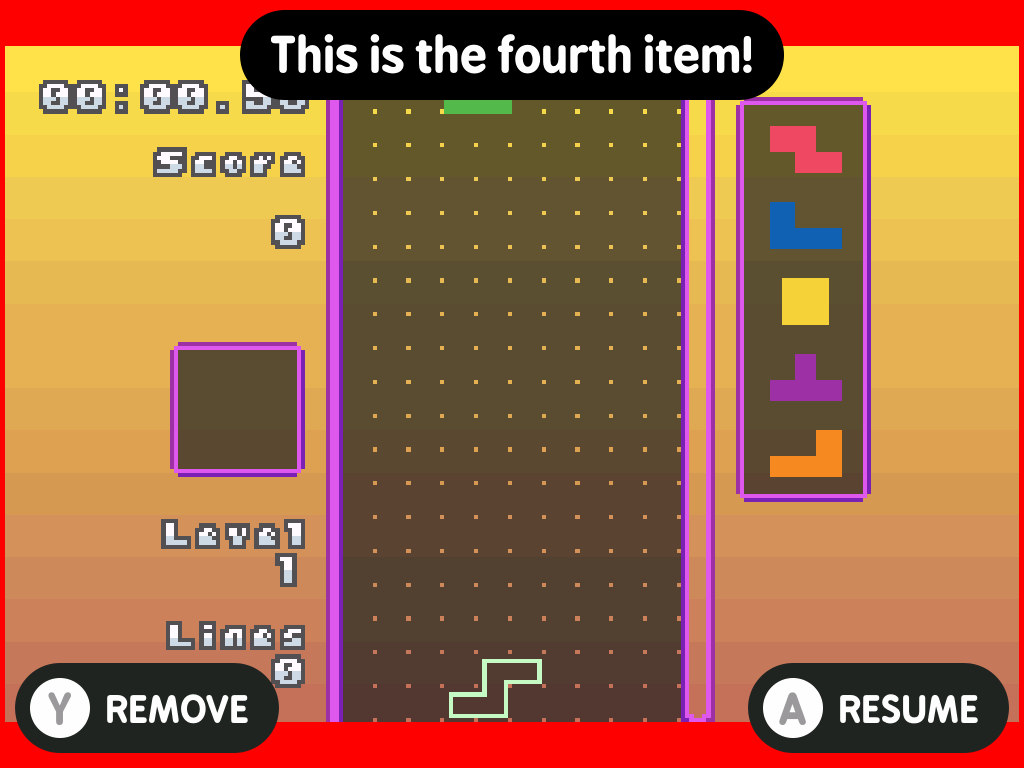 This is the fourth item!
Score
0
Level
1
Lines
0
Y REMOVE
A RESUME